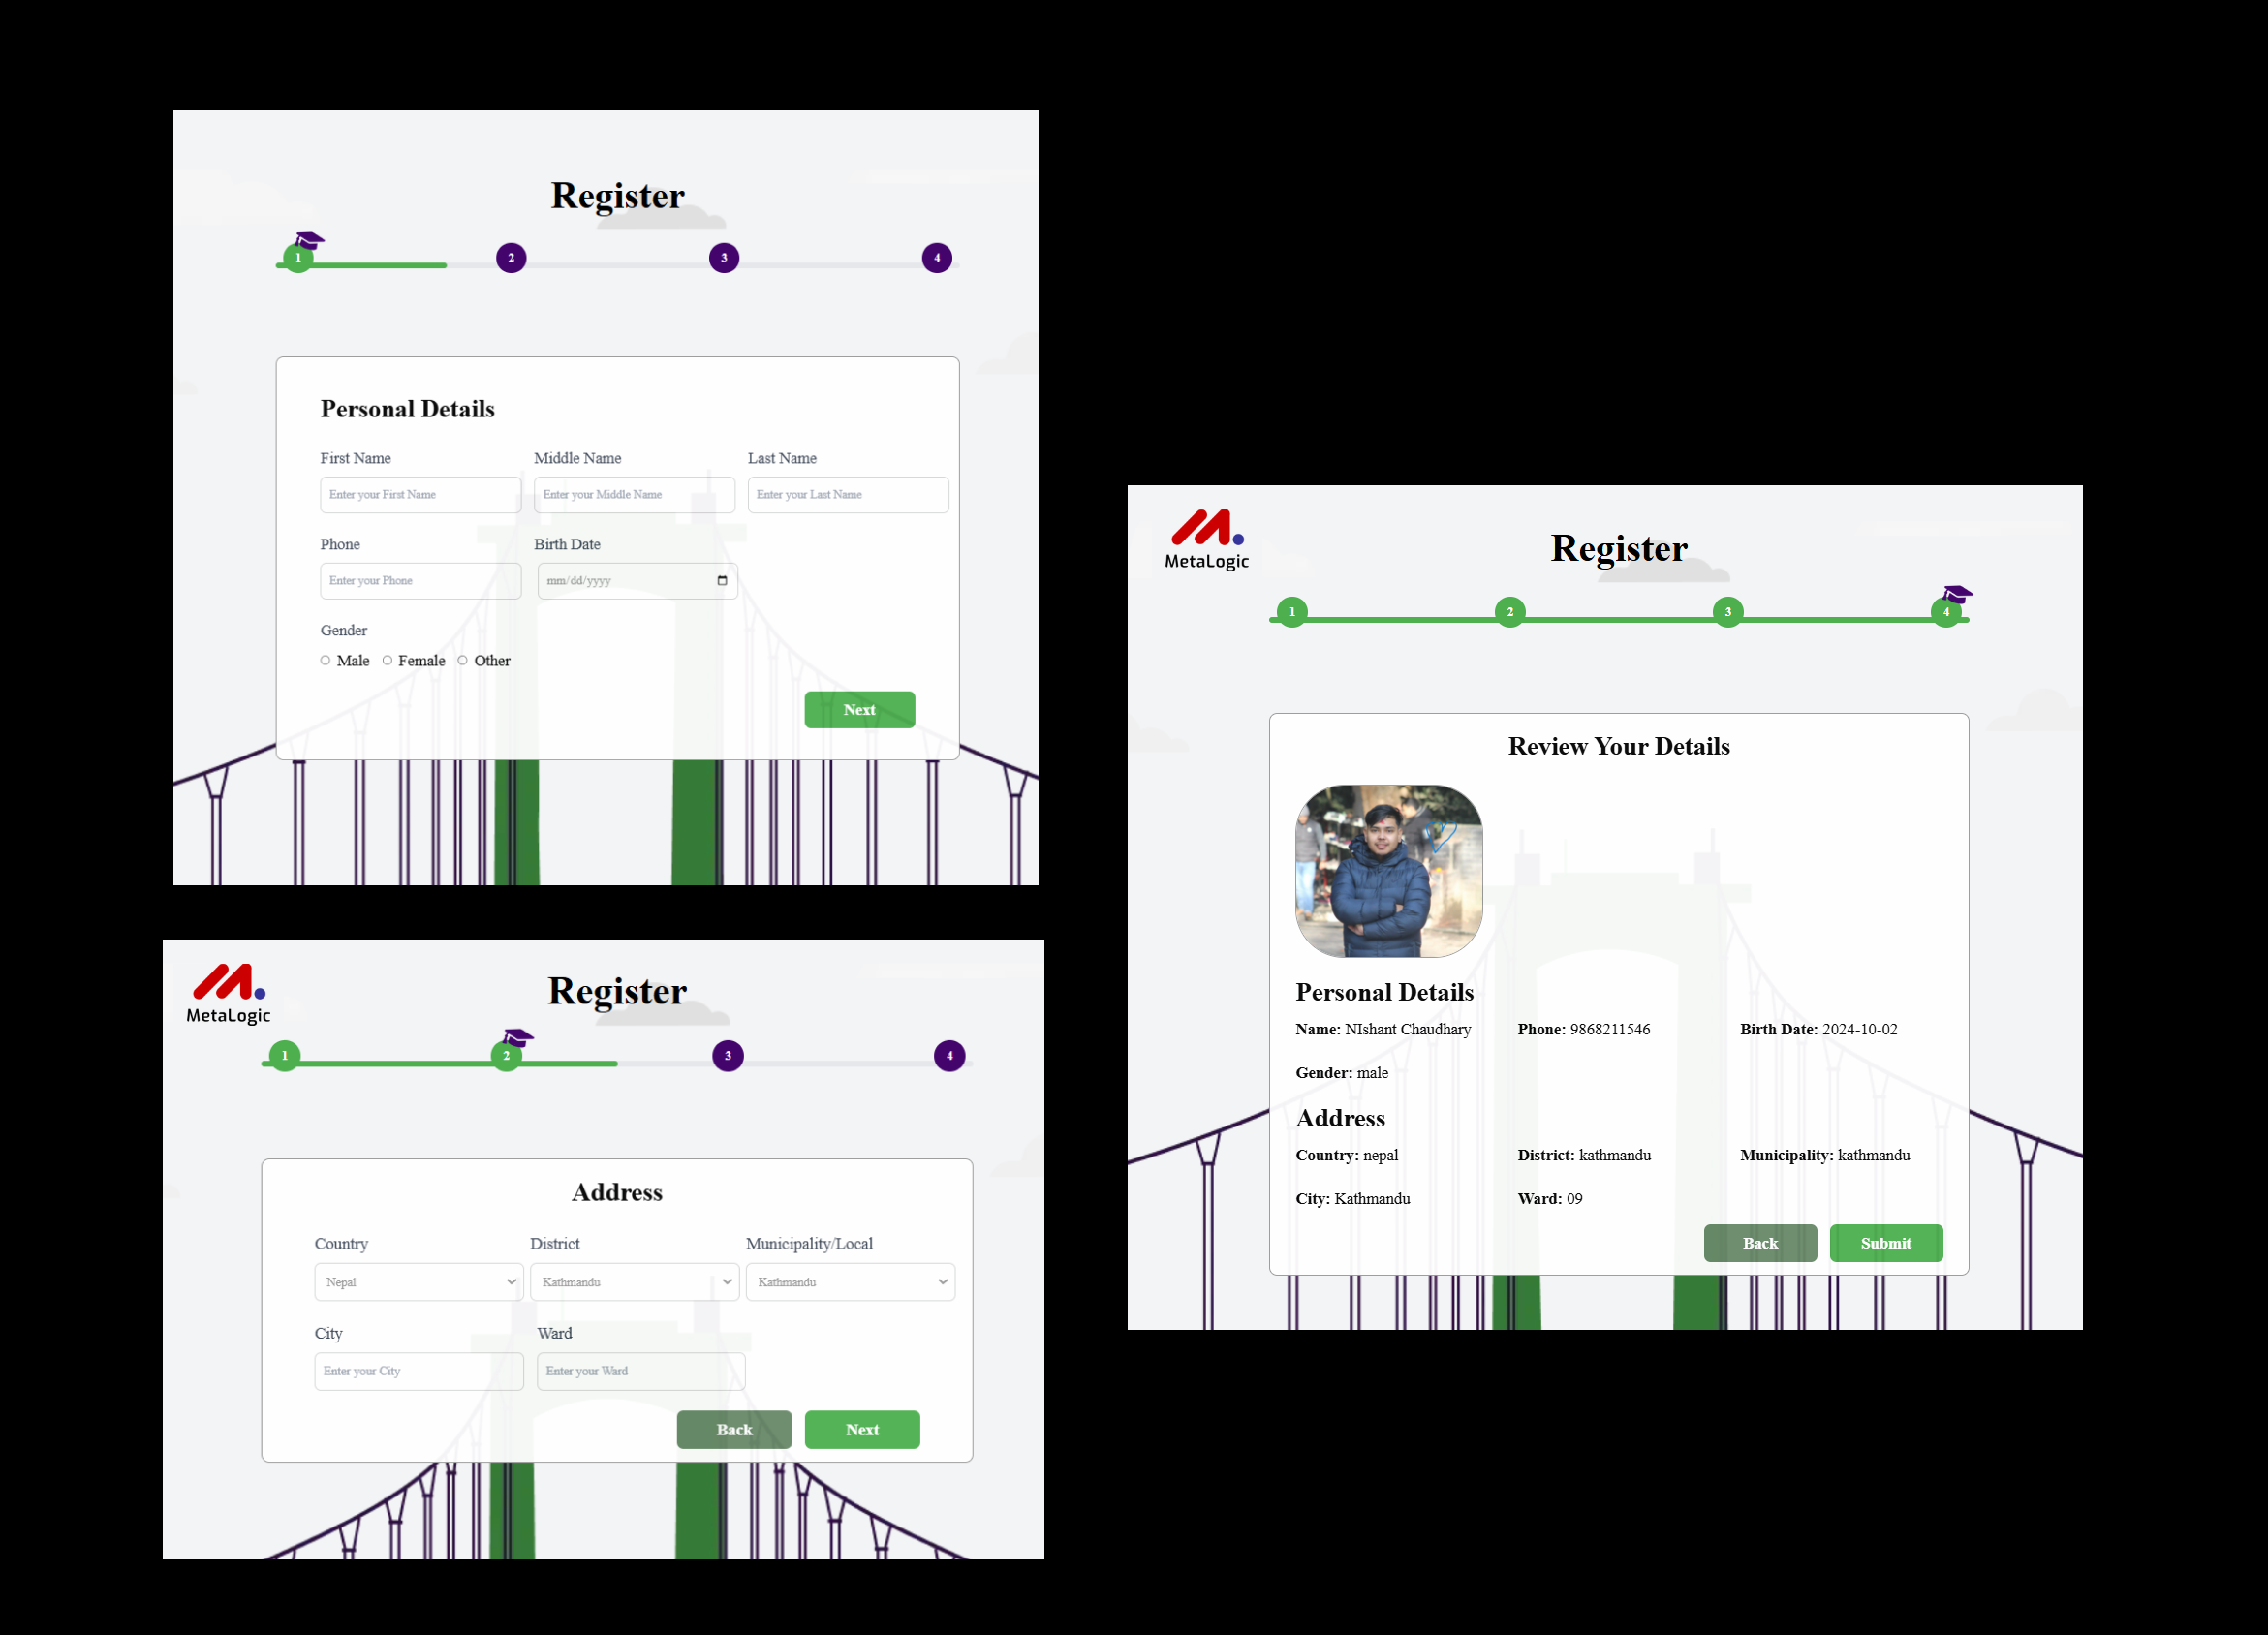 Register
1 2 3 4
Personal Details
First Name Middle Name Last Name
Enter your First Name Enter your Middle Name Enter your Last Name
Phone Birth Date
Enter your Phone mm/dd/yyyy
Gender
Male Female Other
Next
MetaLogic
Register
1 2 3 4
Address
Country District Municipality/Local
Nepal Kathmandu Kathmandu
City Ward
Enter your City Enter your Ward
Back Next
MetaLogic
Register
1 2 3 4
Review Your Details
Personal Details
Name: NIshant Chaudhary Phone: 9868211546 Birth Date: 2024-10-02
Gender: male
Address
Country: nepal District: kathmandu Municipality: kathmandu
City: Kathmandu Ward: 09
Back Submit